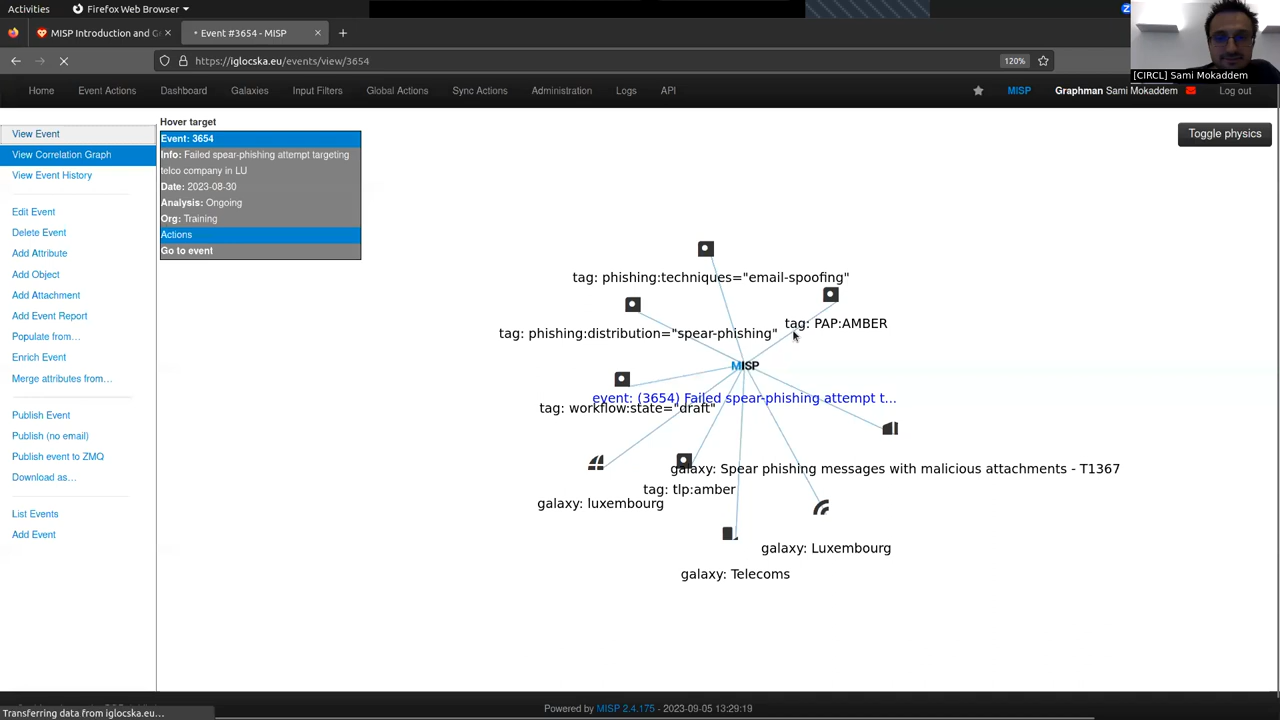 Activities
Firefox Web Browser
MISP Introduction and G
Event #3654 - MISP
https://iglocska.eu/events/view/3654
120%
[CIRCL] Sami Mokaddem
Home
Event Actions
Dashboard
Galaxies
Input Filters
Global Actions
Sync Actions
Administration
Logs
API
MISP
Graphman Sami Mokaddem
Log out
View Event
View Correlation Graph
View Event History
Edit Event
Delete Event
Add Attribute
Add Object
Add Attachment
Add Event Report
Populate from...
Enrich Event
Merge attributes from...
Publish Event
Publish (no email)
Publish event to ZMQ
Download as...
List Events
Add Event
Hover target
Event: 3654
Info: Failed spear-phishing attempt targeting
telco company in LU
Date: 2023-08-30
Analysis: Ongoing
Org: Training
Actions
Go to event
Toggle physics
tag: phishing:techniques="email-spoofing"
tag: PAP:AMBER
tag: phishing:distribution="spear-phishing"
MISP
event: (3654) Failed spear-phishing attempt t...
tag: workflow:state="draft"
galaxy: Spear phishing messages with malicious attachments - T1367
tag: tlp:amber
galaxy: luxembourg
galaxy: Luxembourg
galaxy: Telecoms
Powered by MISP 2.4.175 - 2023-09-05 13:29:19
Transferring data from iglocska.eu...